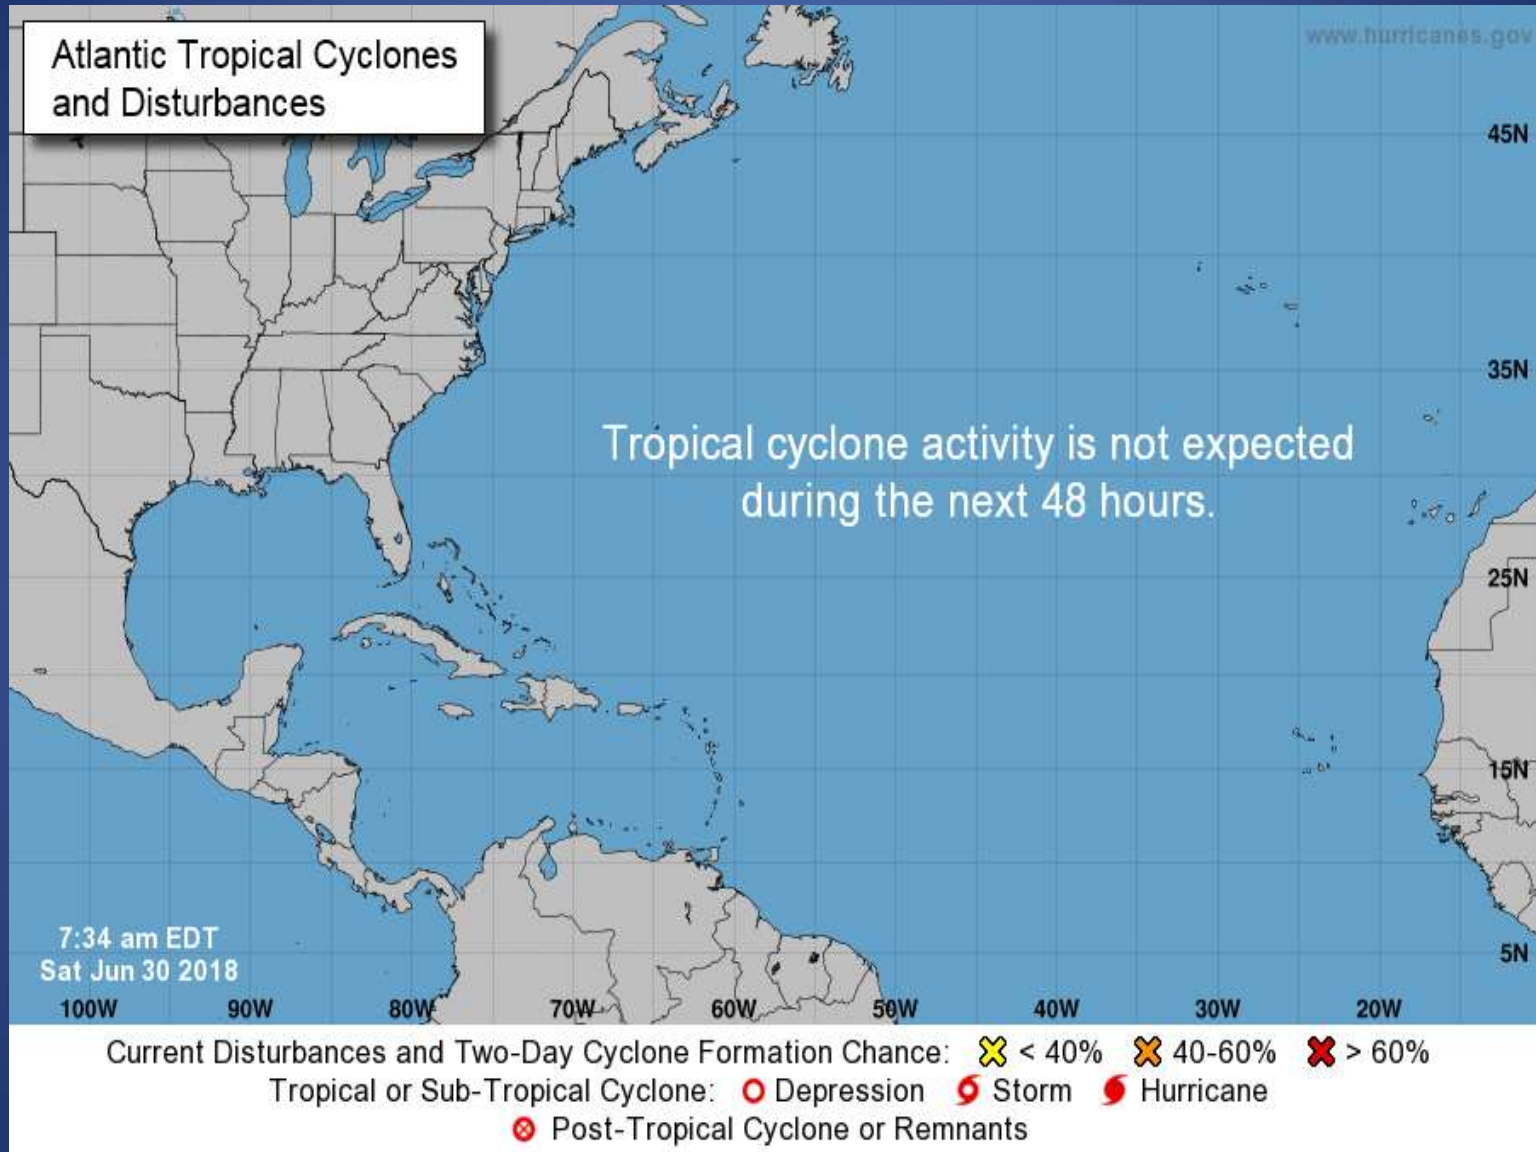 Atlantic Tropical Cyclones
and Disturbances
www.hurricanes.gov
45N
35N
Tropical cyclone activity is not expected
during the next 48 hours.
25N
15N
7:34 am EDT
Sat Jun 30 2018
5N
100W 90W 80W 70W 60W 50W 40W 30W 20W
Current Disturbances and Two-Day Cyclone Formation Chance: < 40% 40-60% > 60%
Tropical or Sub-Tropical Cyclone: Depression Storm Hurricane
Post-Tropical Cyclone or Remnants